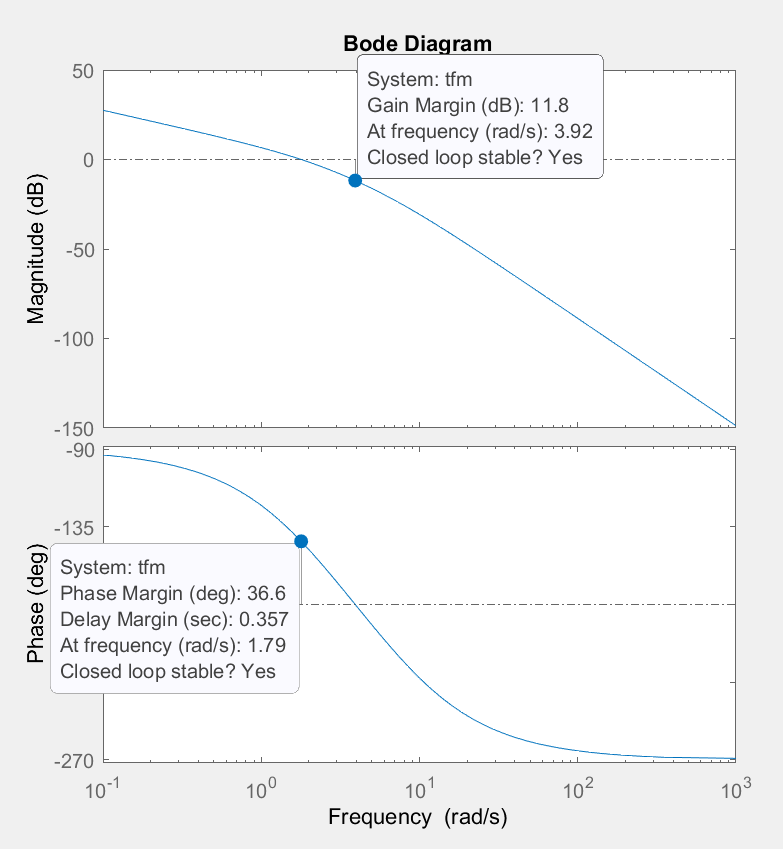 Bode Diagram
System: tfm
Gain Margin (dB): 11.8
At frequency (rad/s): 3.92
Closed loop stable? Yes
50
0
-50
-100
-150
Magnitude (dB)
-90
-135
-270
Phase (deg)
System: tfm
Phase Margin (deg): 36.6
Delay Margin (sec): 0.357
At frequency (rad/s): 1.79
Closed loop stable? Yes
10-1 100 101 102 103
Frequency (rad/s)